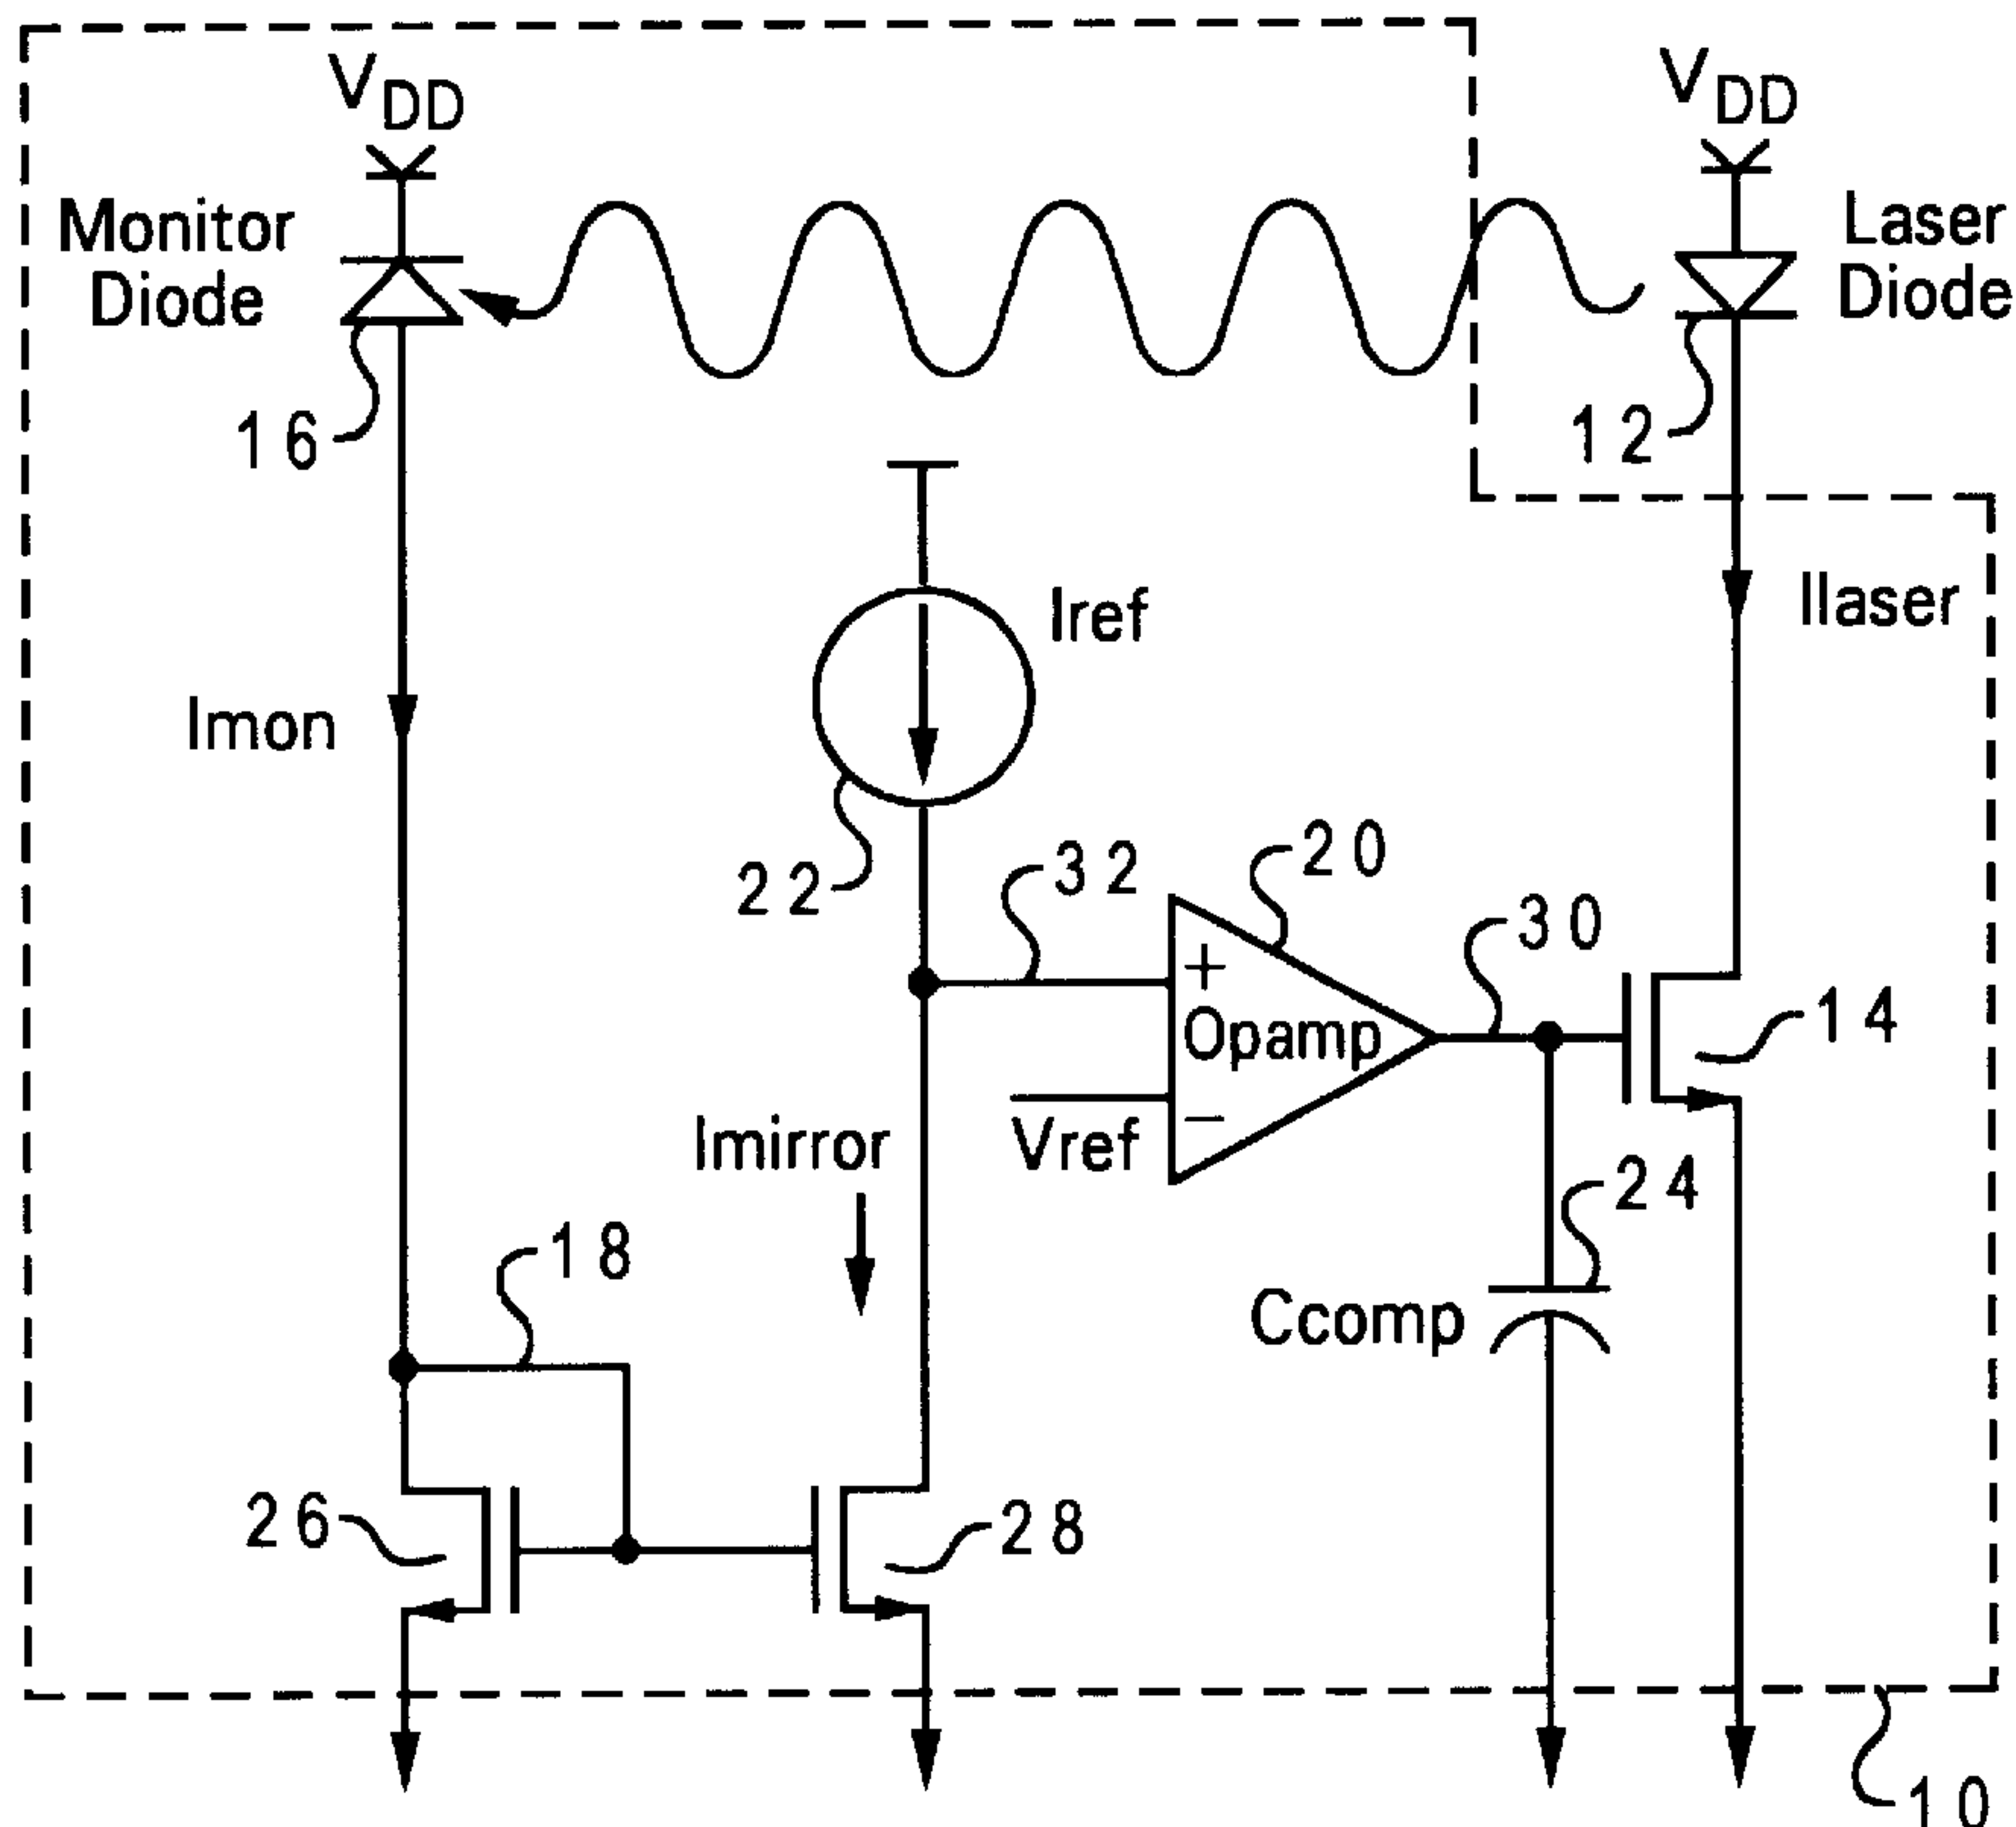 VDD
VDD
Monitor
Diode
Laser
Diode
16
12
Iref
Ilaser
Imon
22
32
20
30
+
Opamp
−
14
Imirror
Vref
24
18
Ccomp
26
28
10